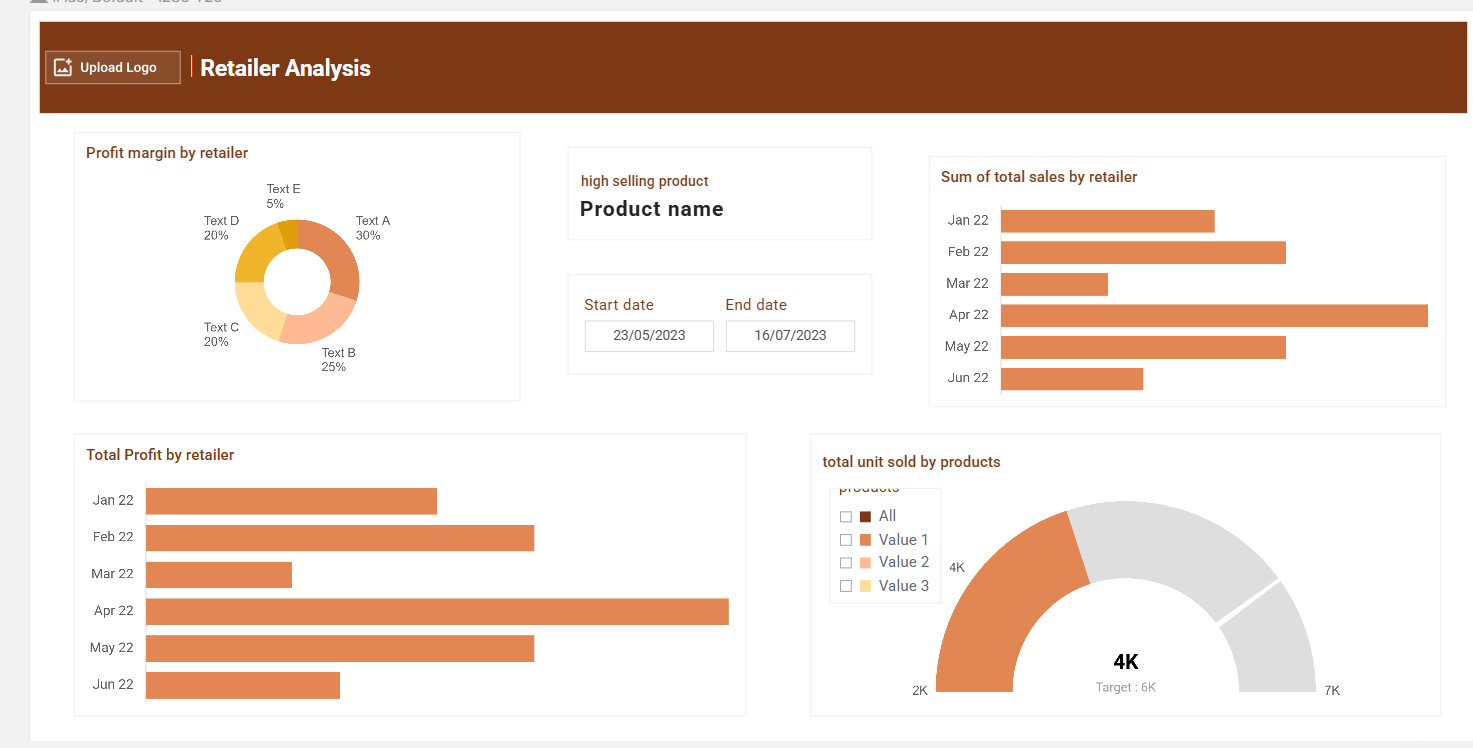 Upload Logo
Retailer Analysis
Profit margin by retailer
Text E
5%
Text D
20%
Text A
30%
Text C
20%
Text B
25%
high selling product
Product name
Start date
End date
23/05/2023
16/07/2023
Sum of total sales by retailer
Jan 22
Feb 22
Mar 22
Apr 22
May 22
Jun 22
Total Profit by retailer
Jan 22
Feb 22
Mar 22
Apr 22
May 22
Jun 22
total unit sold by products
products
All
Value 1
Value 2
Value 3
4K
4K
Target : 6K
2K
7K